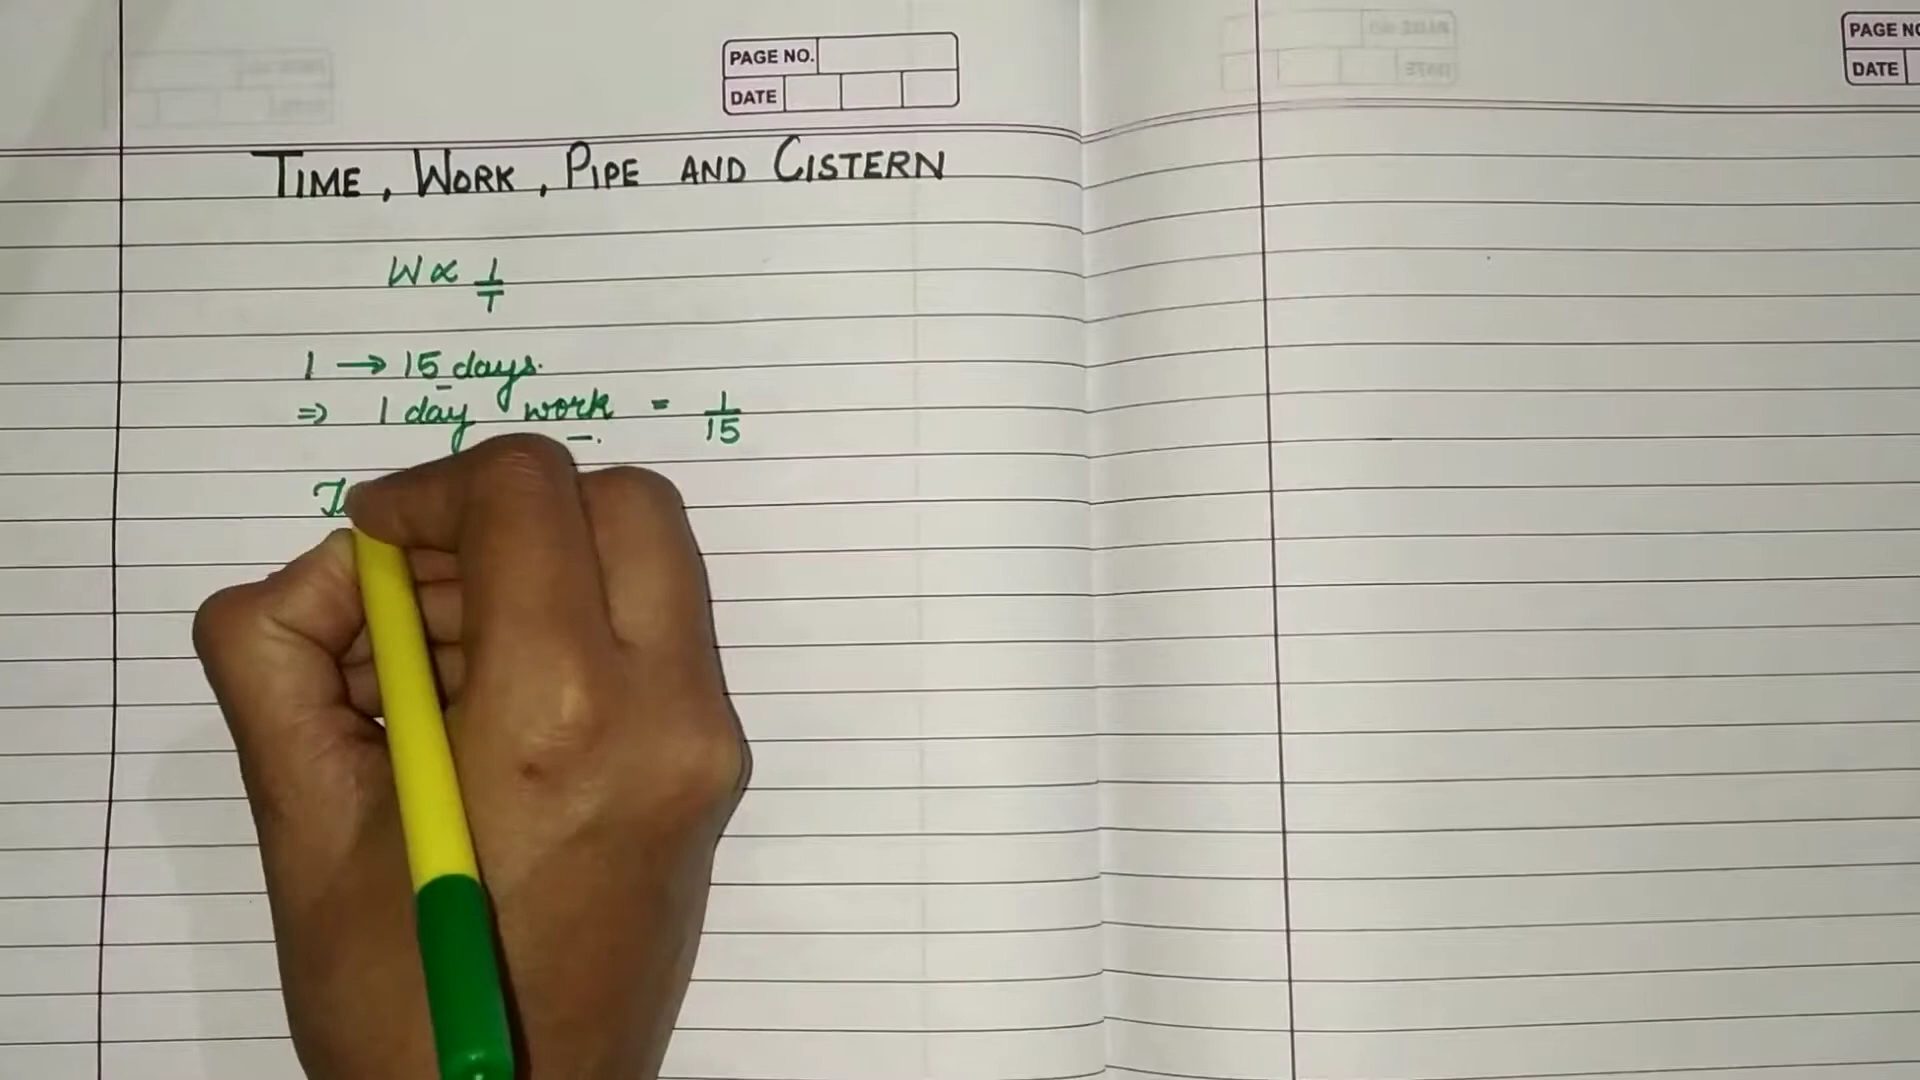 PAGE NO.
DATE
PAGE NO
DATE
TIME, WORK, PIPE AND CISTERN
W ∝ 1/T
1 → 15 days.
⇒ 1 day work = 1/15